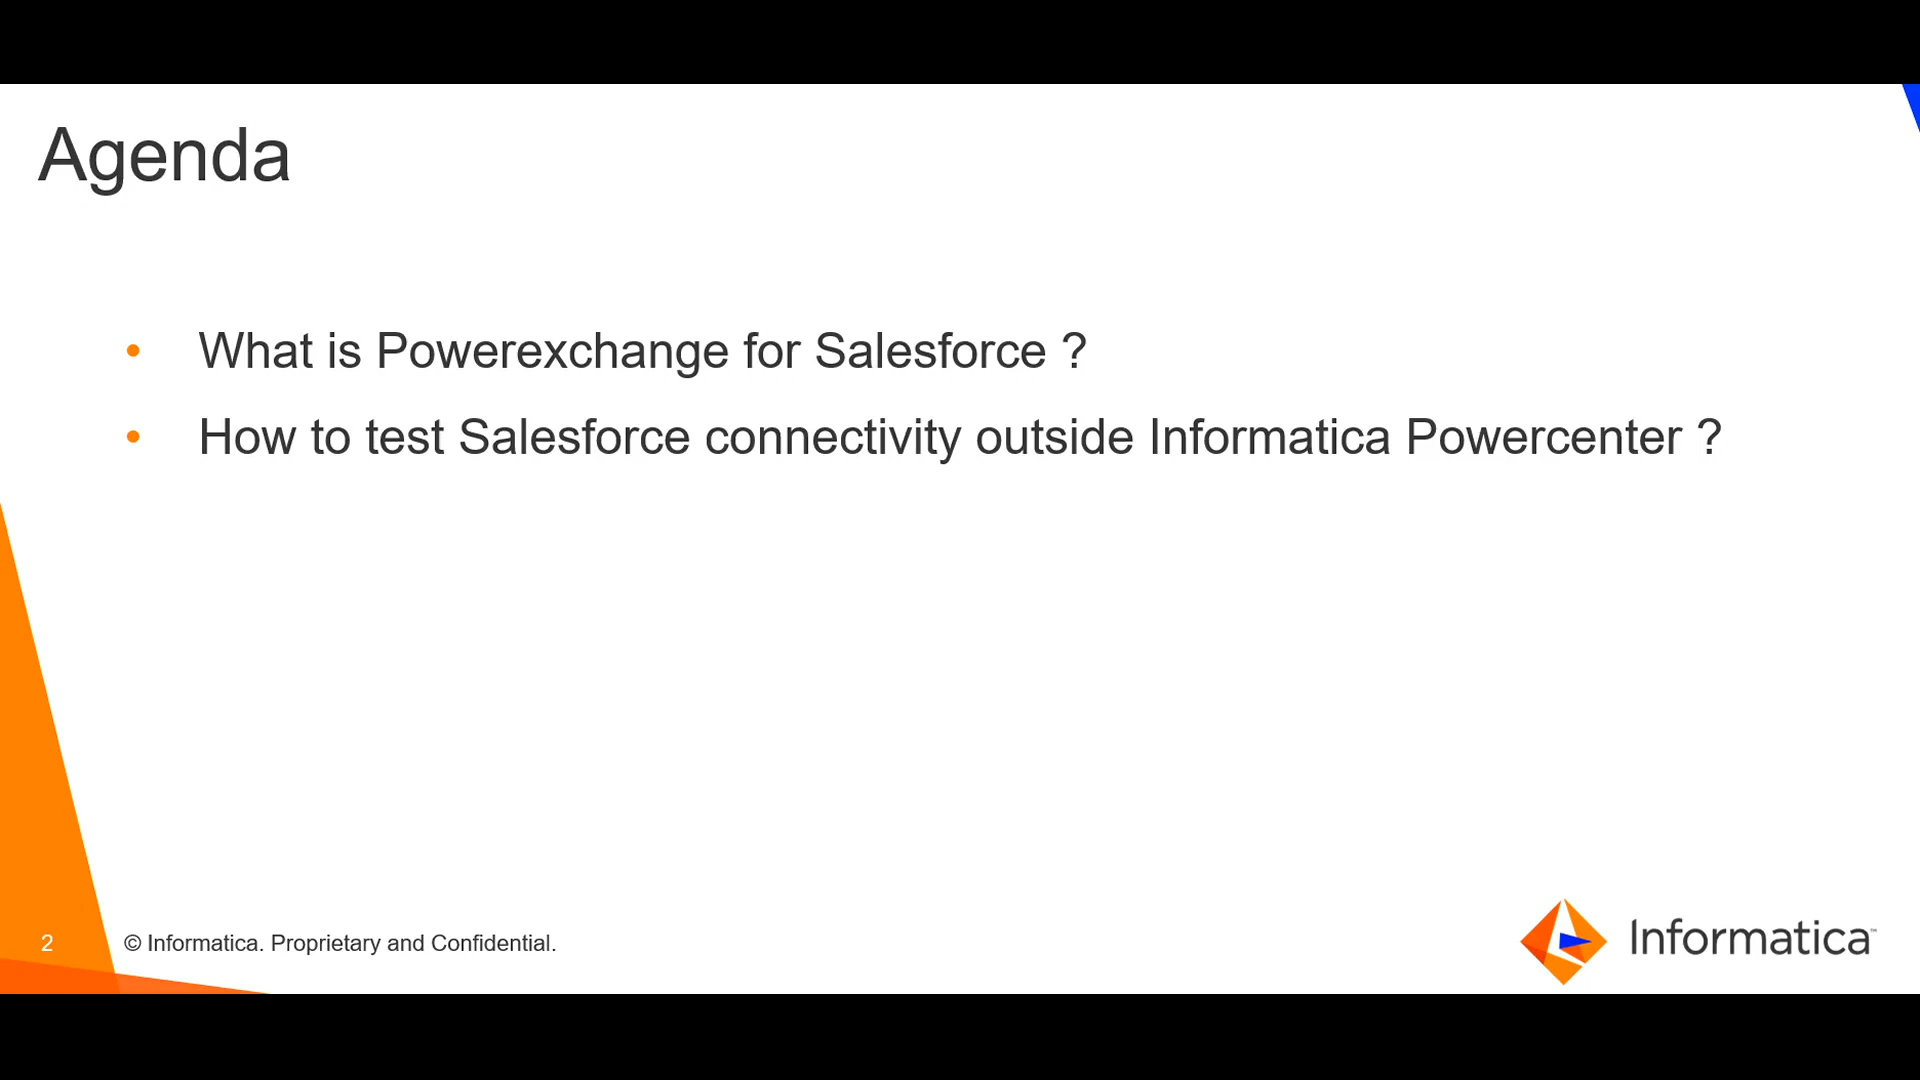 Agenda
• What is Powerexchange for Salesforce ?
• How to test Salesforce connectivity outside Informatica Powercenter ?
2
© Informatica. Proprietary and Confidential.
Informatica™